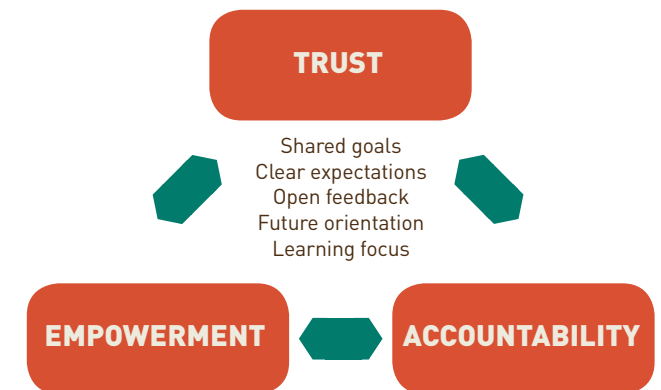 TRUST
Shared goals
Clear expectations
Open feedback
Future orientation
Learning focus
EMPOWERMENT
ACCOUNTABILITY